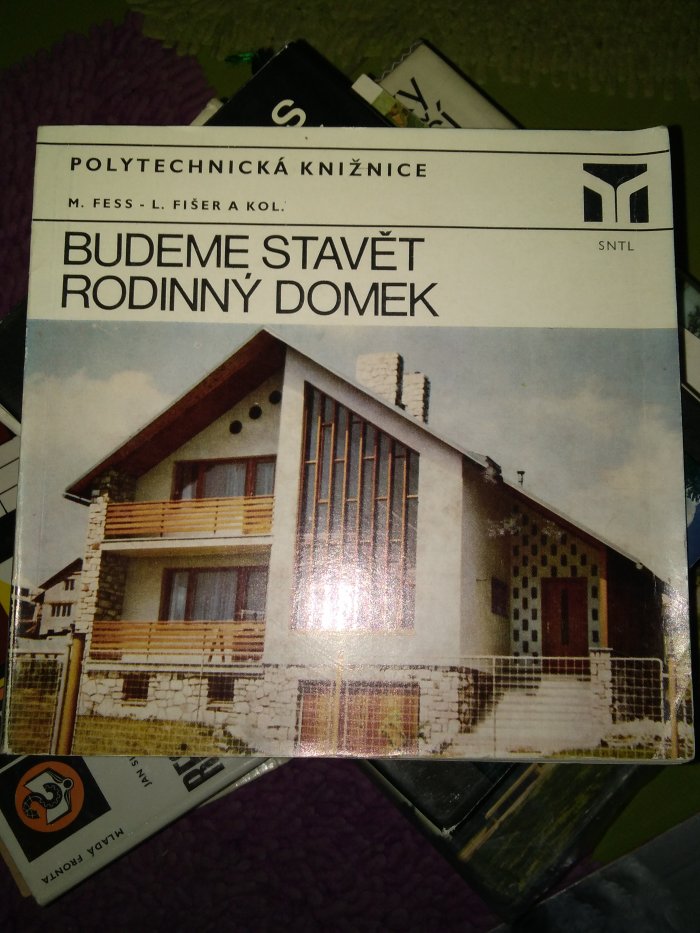 POLYTECHNICKÁ KNIŽNICE
M. FESS - L. FIŠER A KOL.
SNTL
BUDEME STAVĚT
RODINNÝ DOMEK
MLADÁ FRONTA